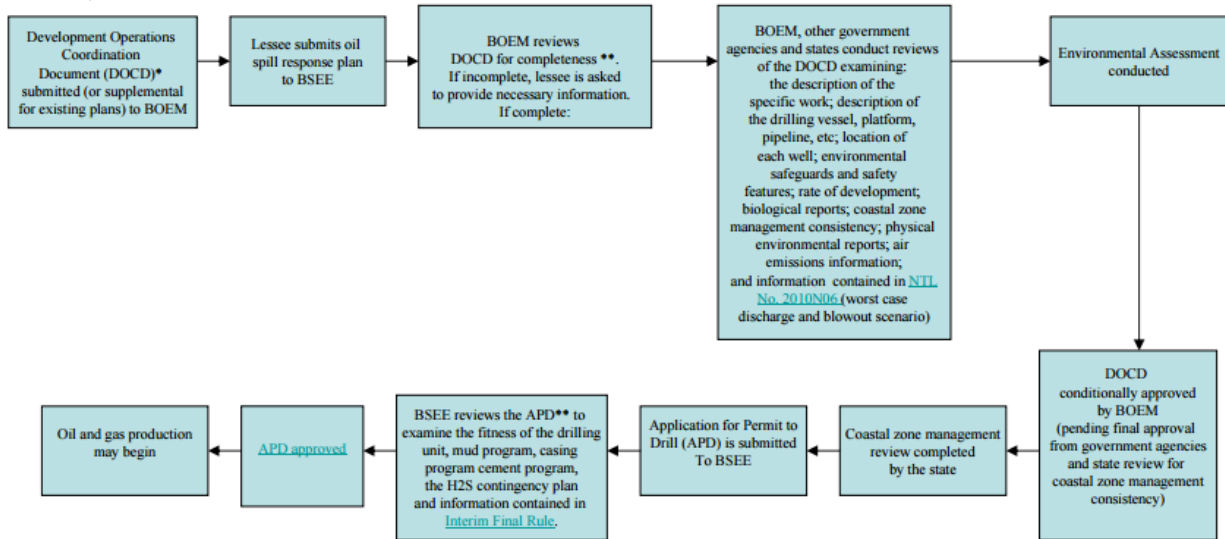 Development Operations
Coordination
Document (DOCD)*
submitted (or supplemental
for existing plans) to BOEM
Lessee submits oil
spill response plan
to BSEE
BOEM reviews
DOCD for completeness **.
If incomplete, lessee is asked
to provide necessary information.
If complete:
BOEM, other government
agencies and states conduct reviews
of the DOCD examining:
the description of the
specific work; description of
the drilling vessel, platform,
pipeline, etc; location of
each well; environmental
safeguards and safety
features; rate of development;
biological reports; coastal zone
management consistency; physical
environmental reports; air
emissions information;
and information contained in NTL
No. 2010N06 (worst case
discharge and blowout scenario)
Environmental Assessment
conducted
DOCD
conditionally approved
by BOEM
(pending final approval
from government agencies
and state review for
coastal zone management
consistency)
Coastal zone management
review completed
by the state
Application for Permit to
Drill (APD) is submitted
To BSEE
BSEE reviews the APD** to
examine the fitness of the drilling
unit, mud program, casing
program cement program,
the H2S contingency plan
and information contained in
Interim Final Rule.
APD approved
Oil and gas production
may begin